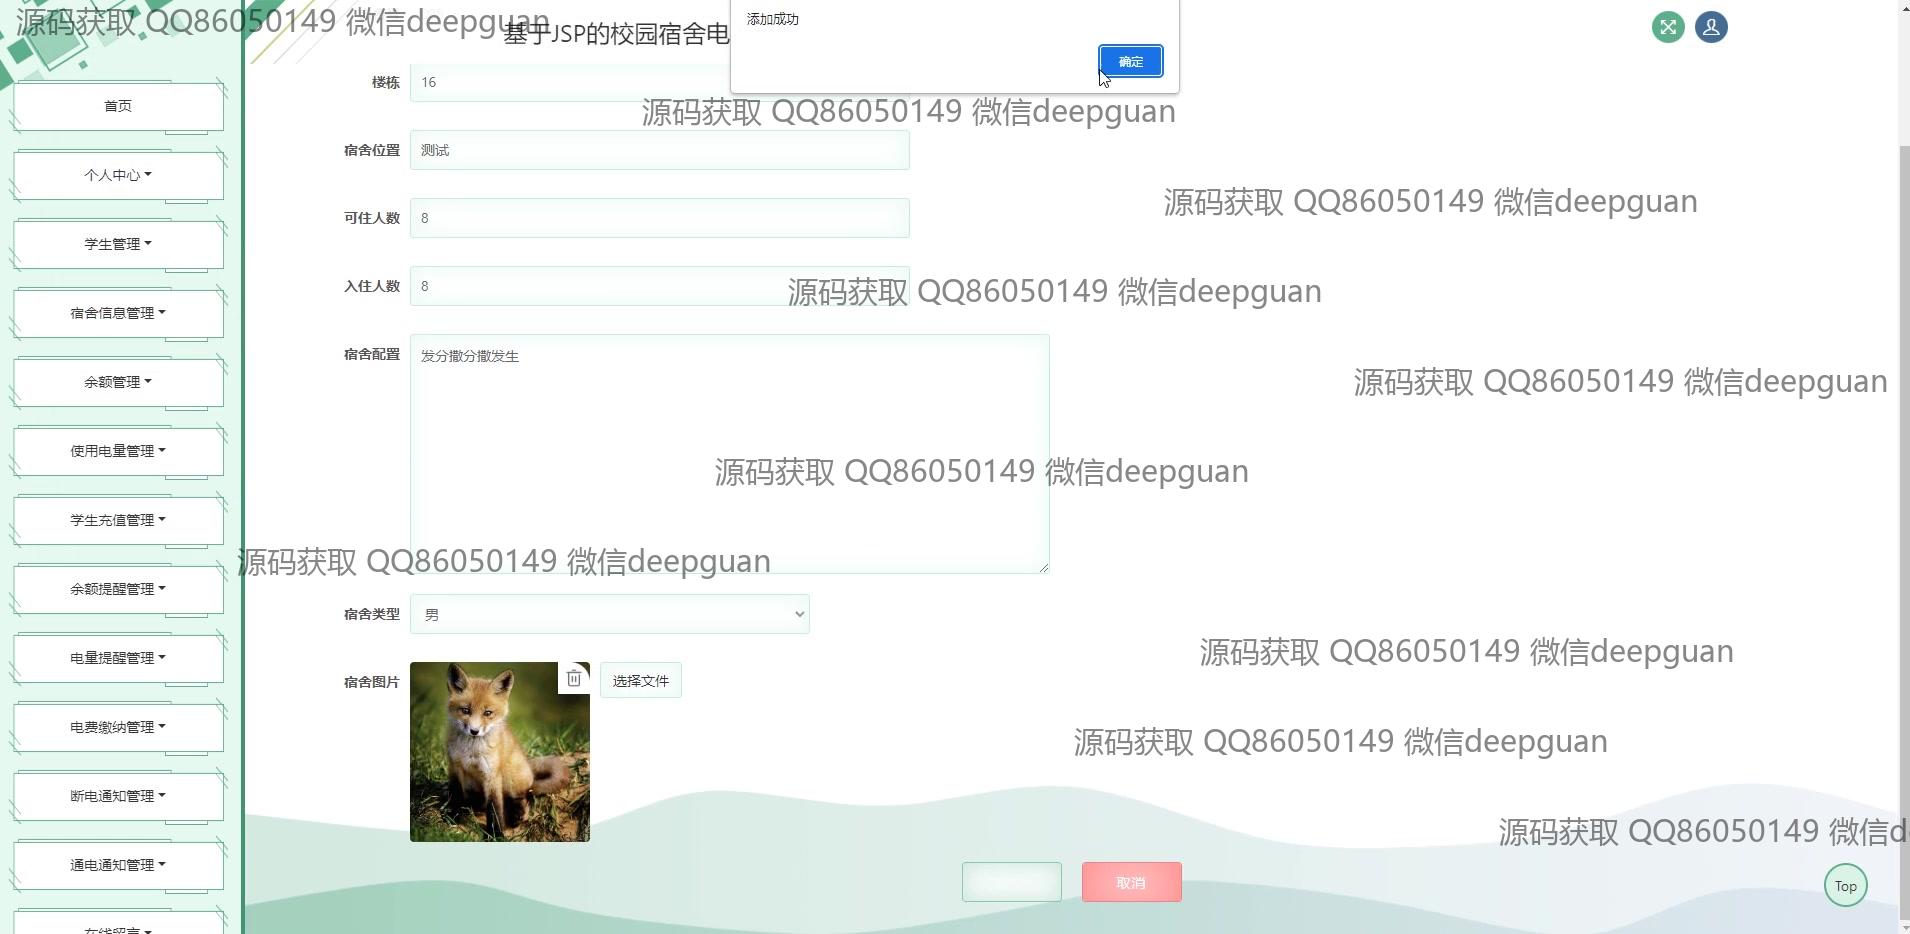 源码获取 QQ86050149 微信deepguan
基于JSP的校园宿舍电
添加成功
确定
首页
个人中心
学生管理
宿舍信息管理
余额管理
使用电量管理
学生充值管理
余额提醒管理
电量提醒管理
电费缴纳管理
断电通知管理
通电通知管理
在线留言
楼栋 16
源码获取 QQ86050149 微信deepguan
宿舍位置 测试
源码获取 QQ86050149 微信deepguan
可住人数 8
入住人数 8
源码获取 QQ86050149 微信deepguan
宿舍配置 发分撒分撒发生
源码获取 QQ86050149 微信deepguan
源码获取 QQ86050149 微信deepguan
源码获取 QQ86050149 微信deepguan
宿舍类型 男
源码获取 QQ86050149 微信deepguan
宿舍图片 选择文件
源码获取 QQ86050149 微信deepguan
源码获取 QQ86050149 微信d
取消
Top